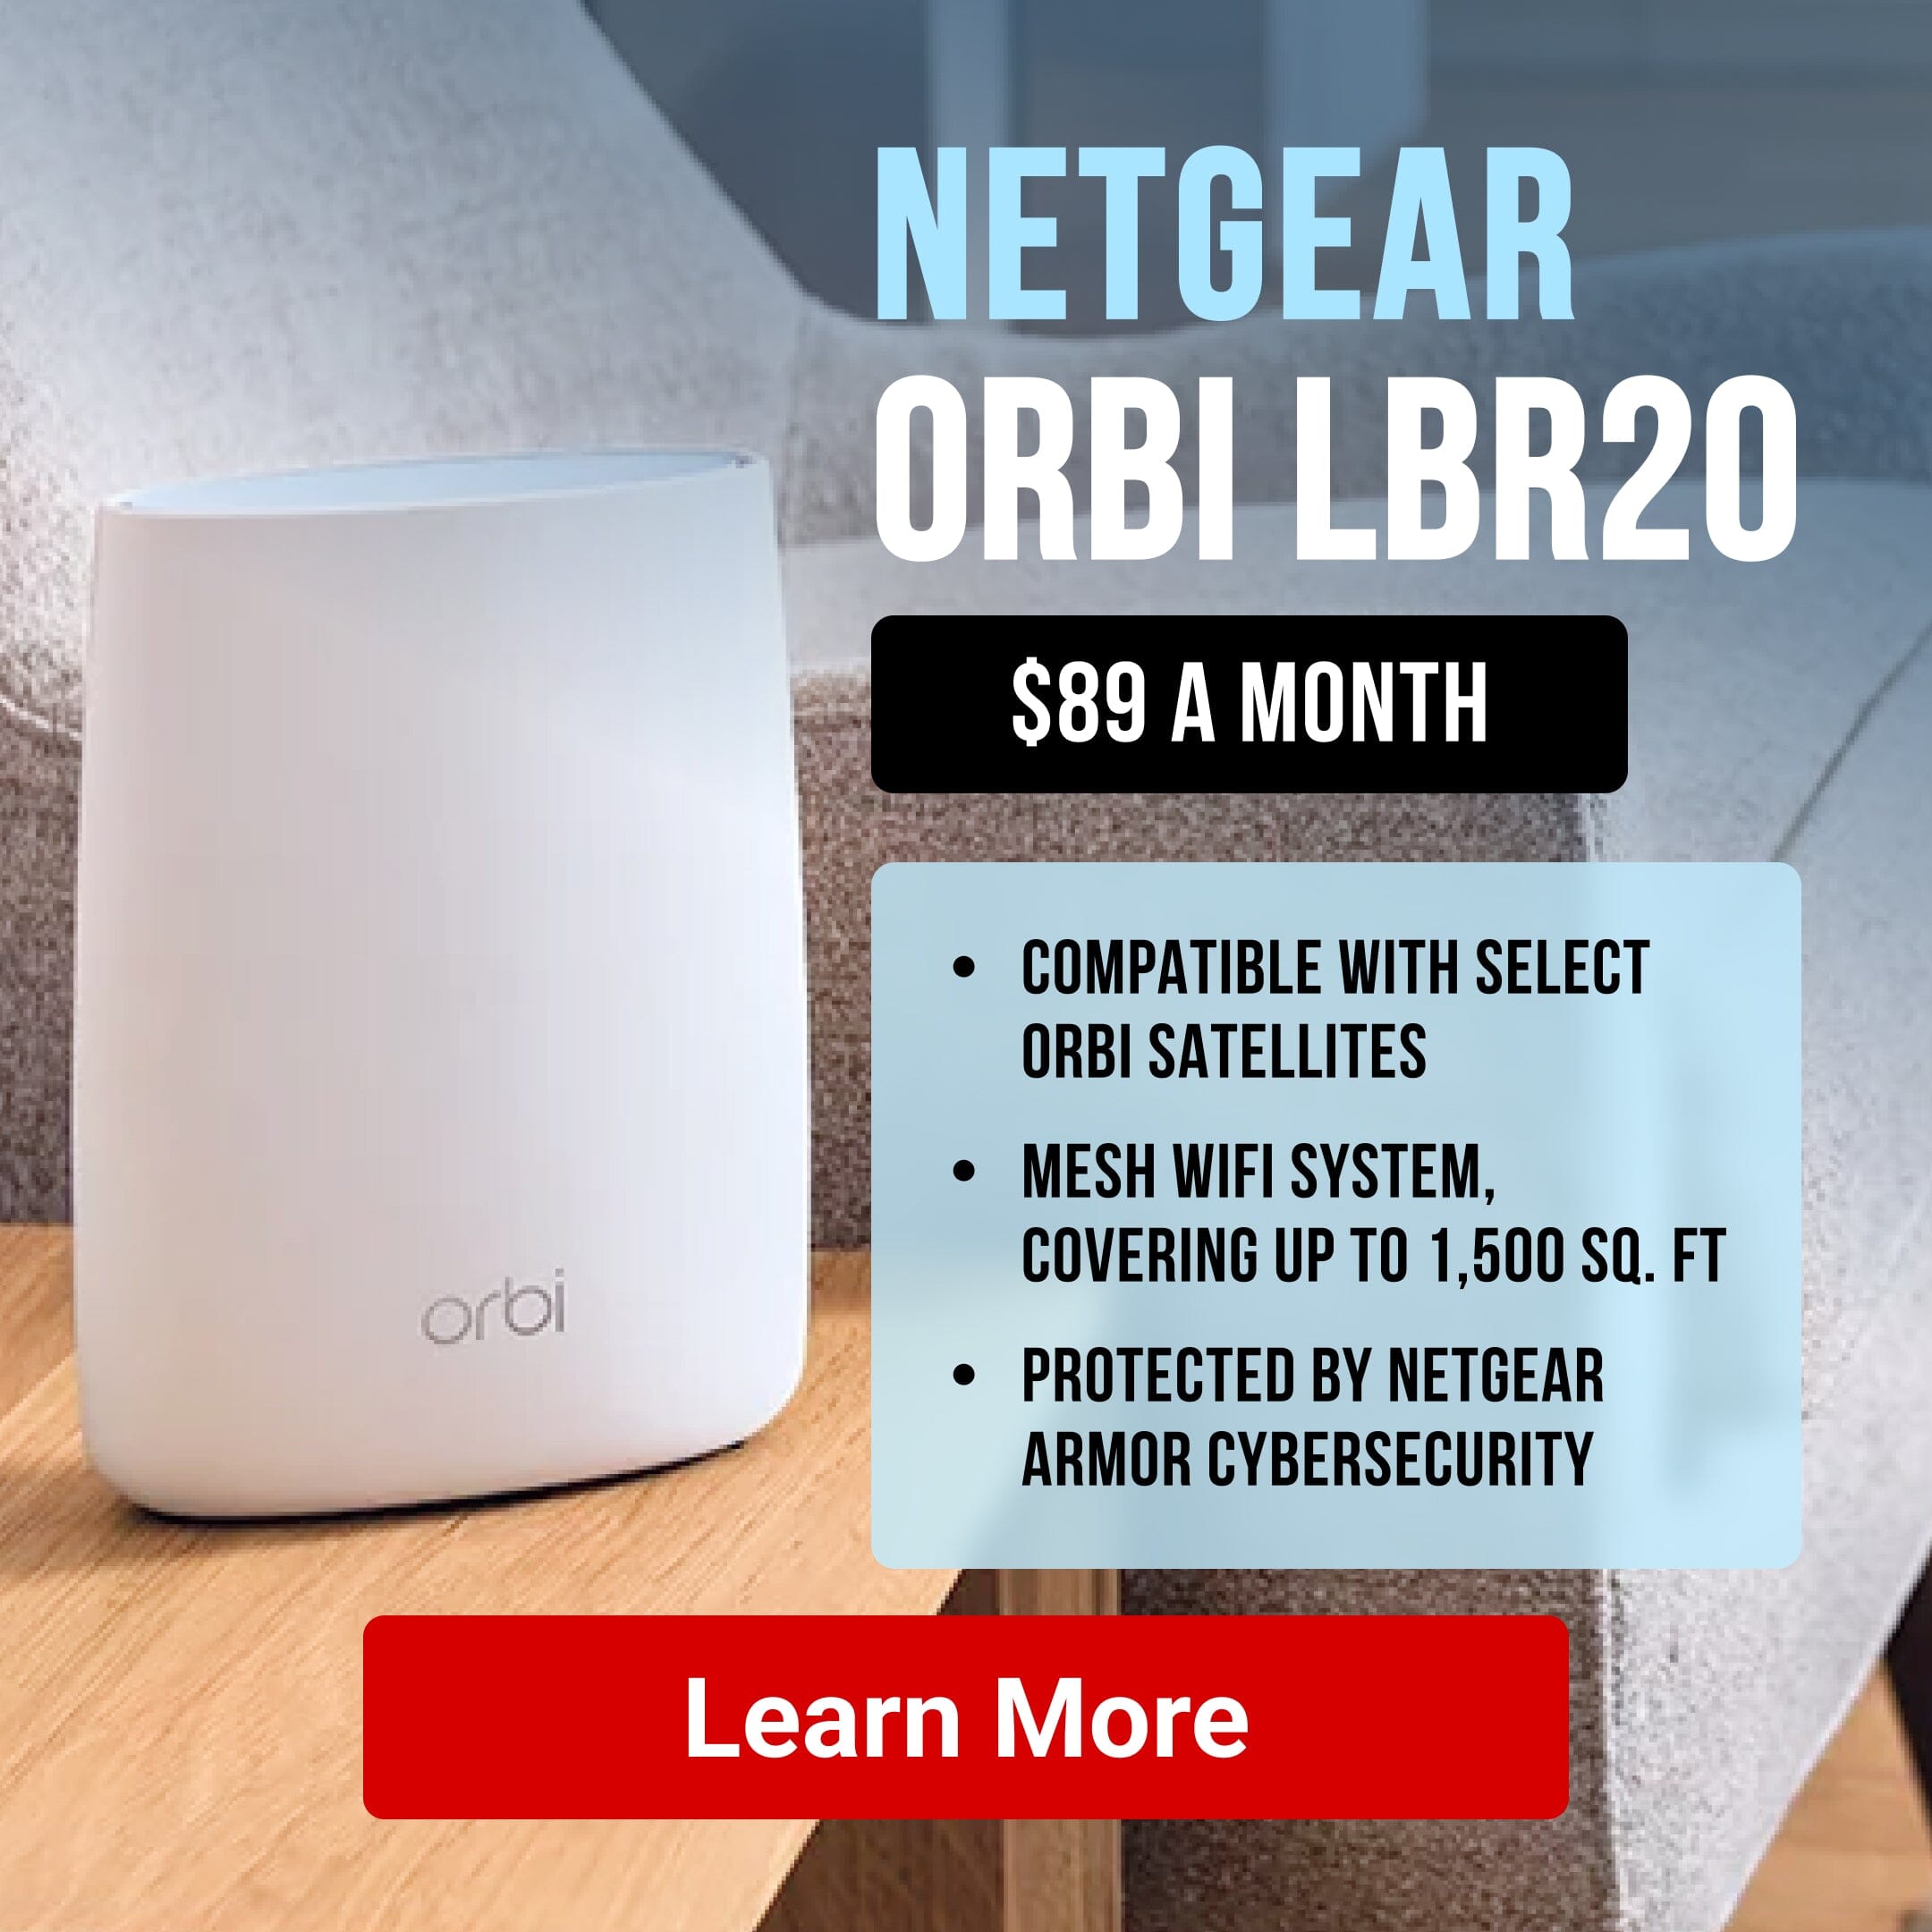 NETGEAR
ORBI LBR20
$89 A MONTH
• COMPATIBLE WITH SELECT
ORBI SATELLITES
• MESH WIFI SYSTEM,
COVERING UP TO 1,500 SQ. FT
• PROTECTED BY NETGEAR
ARMOR CYBERSECURITY
orbi
Learn More